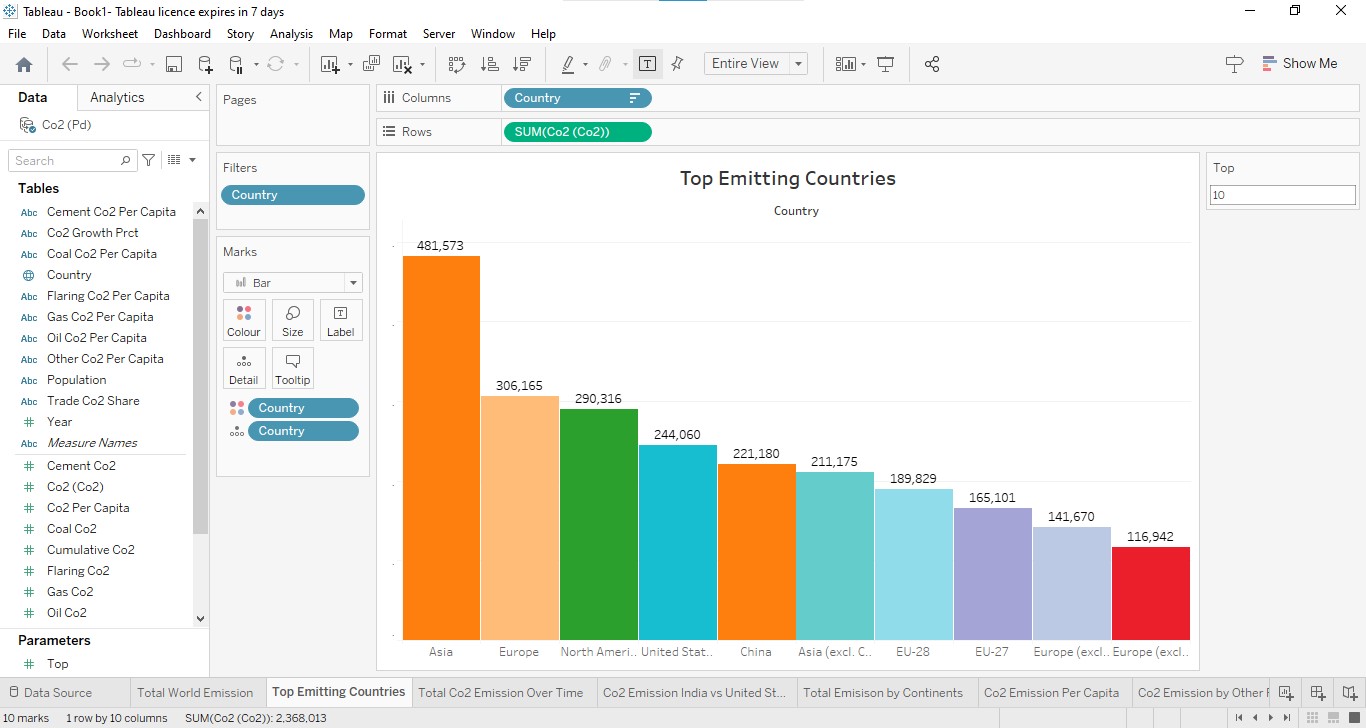 Tableau - Book1- Tableau licence expires in 7 days
File Data Worksheet Dashboard Story Analysis Map Format Server Window Help
Entire View
Show Me
Data Analytics
Co2 (Pd)
Search
Tables
Abc Cement Co2 Per Capita
Abc Co2 Growth Prct
Abc Coal Co2 Per Capita
Country
Abc Flaring Co2 Per Capita
Abc Gas Co2 Per Capita
Abc Oil Co2 Per Capita
Abc Other Co2 Per Capita
Abc Population
Abc Trade Co2 Share
# Year
Abc Measure Names
# Cement Co2
# Co2 (Co2)
# Co2 Per Capita
# Coal Co2
# Cumulative Co2
# Flaring Co2
# Gas Co2
# Oil Co2
Parameters
# Top
Pages
Filters
Country
Marks
Bar
Colour Size Label
Detail Tooltip
Country
Country
Columns Country
Rows SUM(Co2 (Co2))
Top Emitting Countries
Country
481,573
306,165
290,316
244,060
221,180
211,175
189,829
165,101
141,670
116,942
Asia Europe North Ameri.. United Stat.. China Asia (excl. C.. EU-28 EU-27 Europe (excl.. Europe (excl..
Top
10
Data Source Total World Emission Top Emitting Countries Total Co2 Emission Over Time Co2 Emission India vs United St... Total Emisison by Continents Co2 Emission Per Capita Co2 Emission by Other F
10 marks 1 row by 10 columns SUM(Co2 (Co2)): 2,368,013